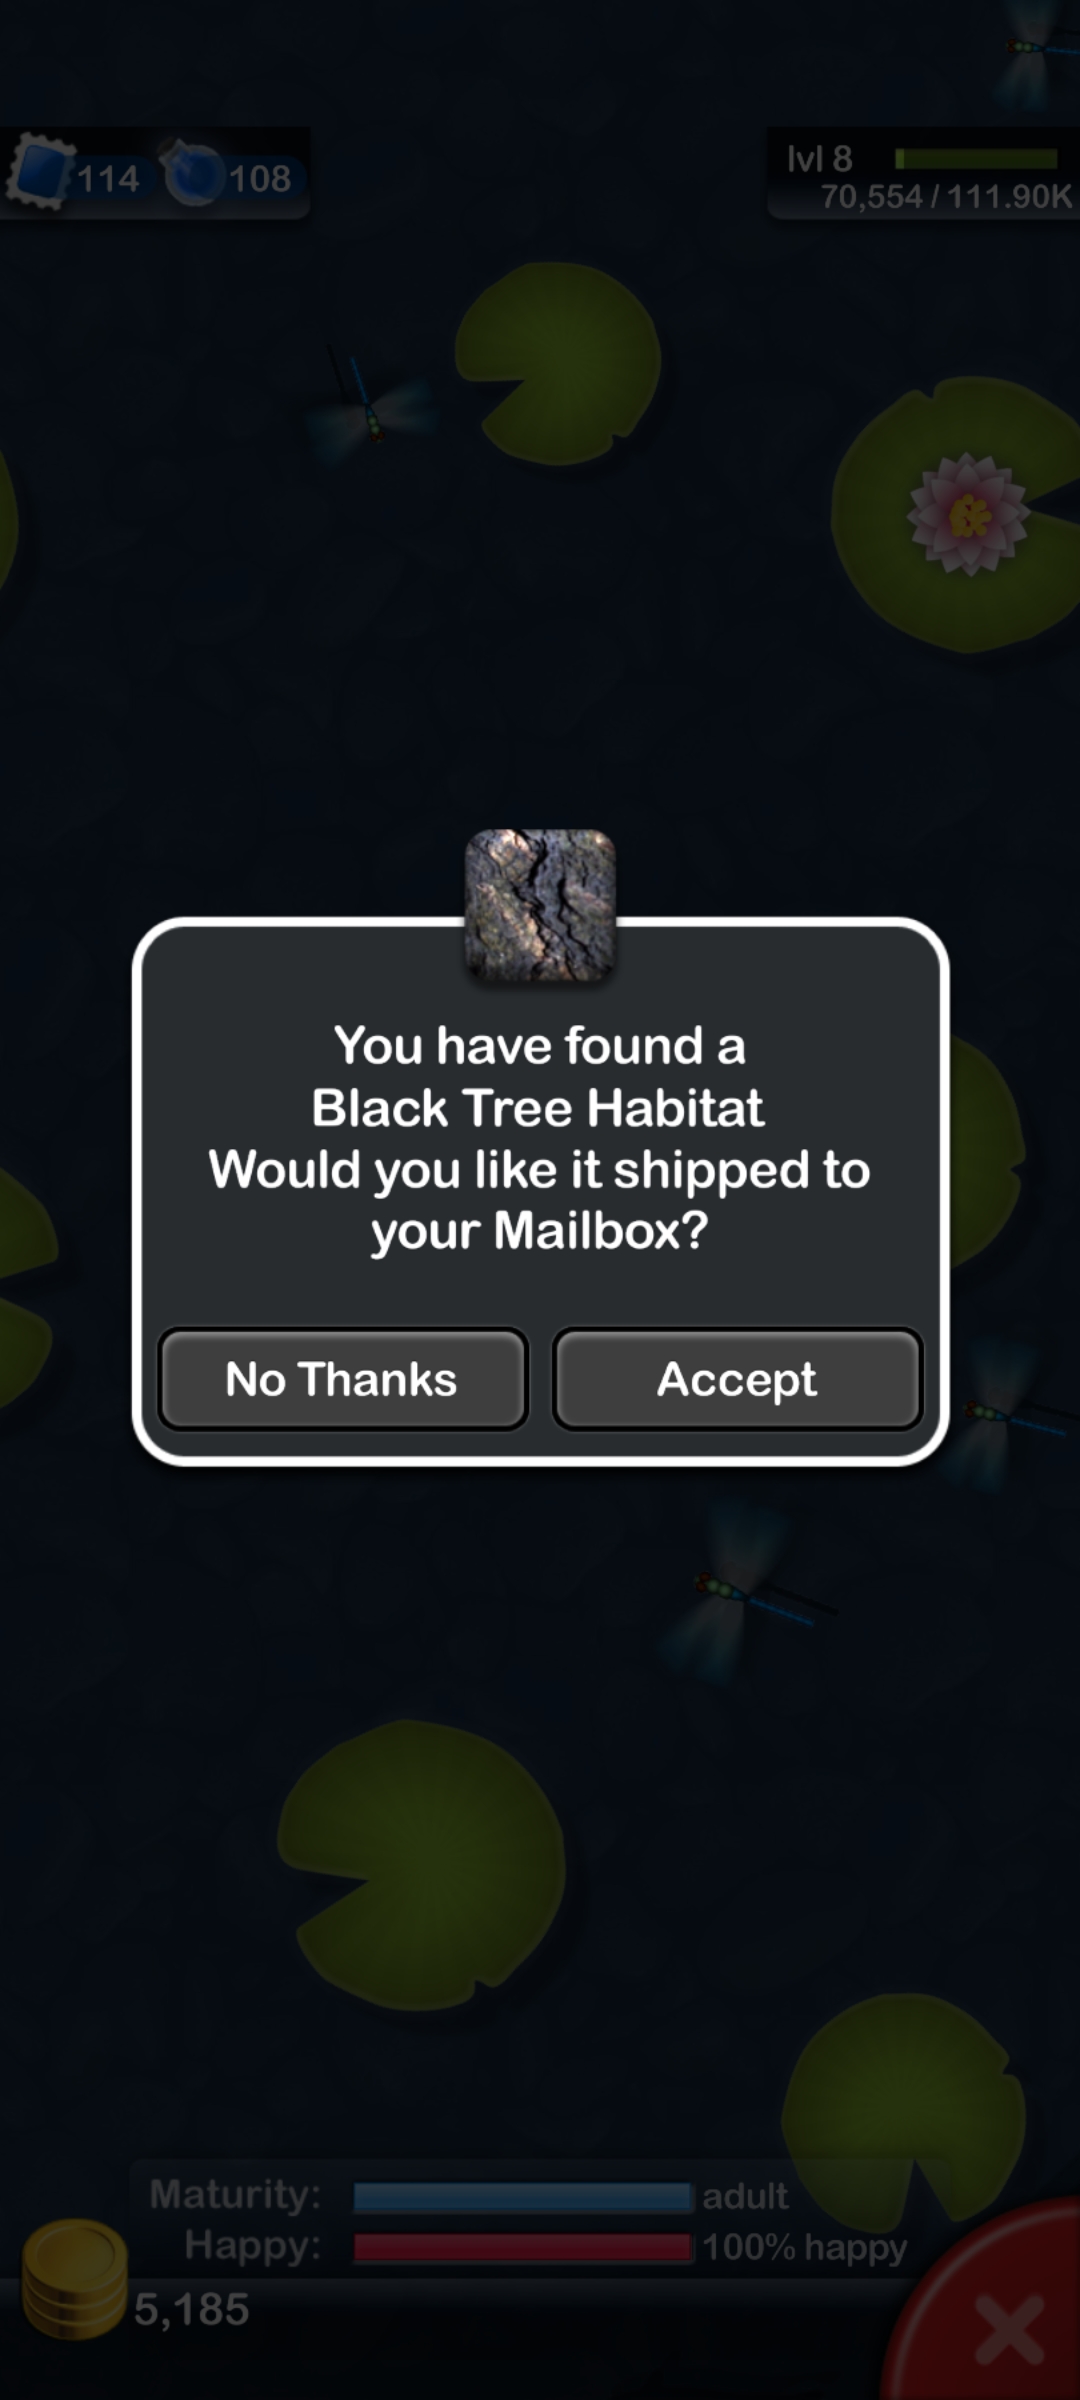 114 108
lvl 8
70,554 / 111.90K
You have found a
Black Tree Habitat
Would you like it shipped to
your Mailbox?
No Thanks Accept
Maturity: adult
Happy: 100% happy
5,185